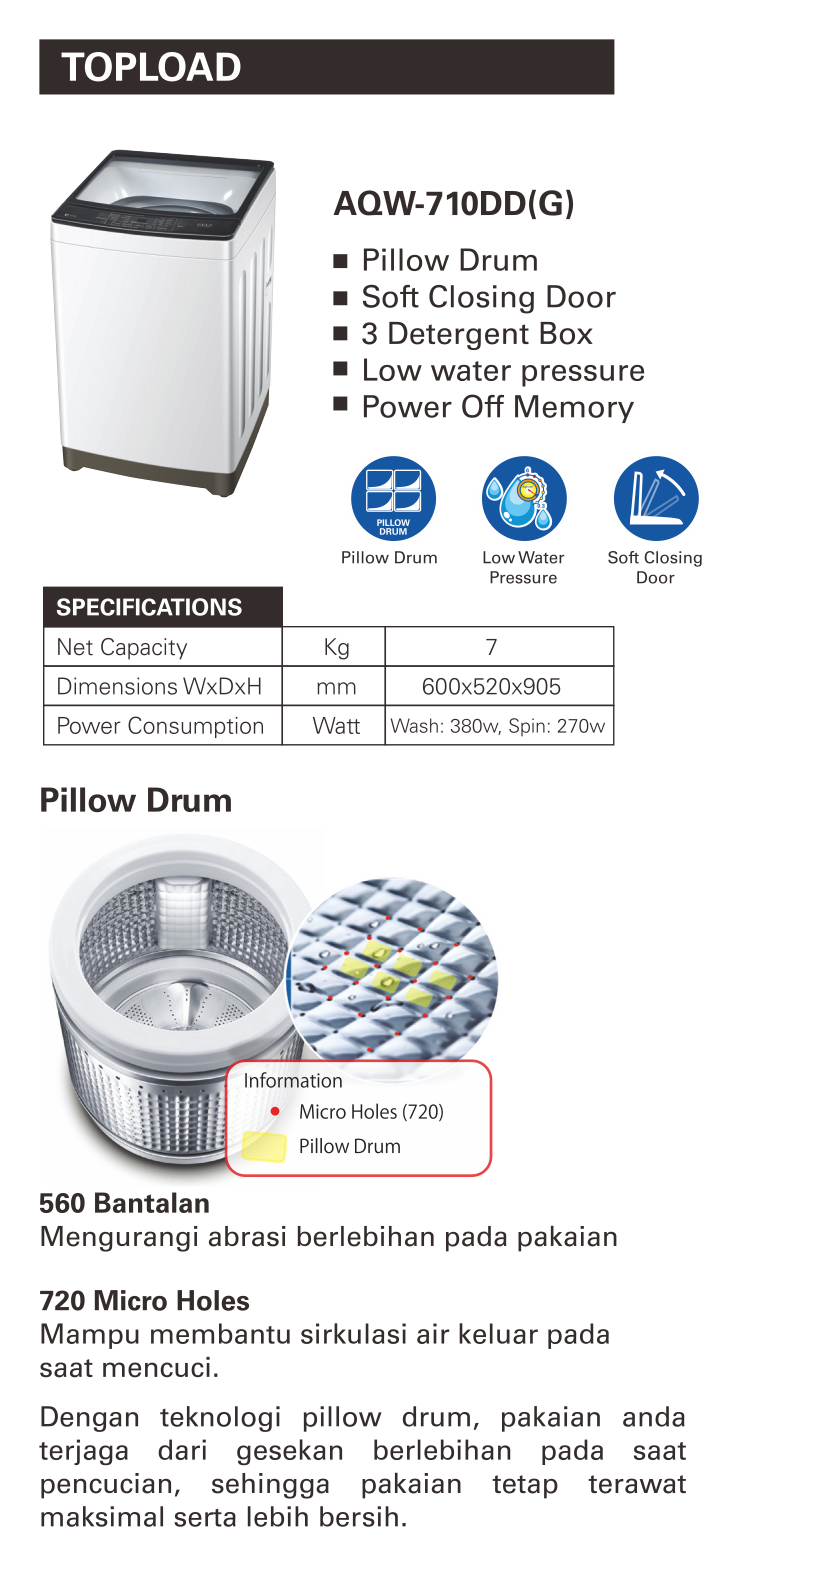 TOPLOAD
AQW-710DD(G)
Pillow Drum
Soft Closing Door
3 Detergent Box
Low water pressure
Power Off Memory
PILLOW
DRUM
Pillow Drum
Low Water
Pressure
Soft Closing
Door
SPECIFICATIONS
Net Capacity Kg 7
Dimensions WxDxH mm 600x520x905
Power Consumption Watt Wash: 380w, Spin: 270w
Pillow Drum
Information
Micro Holes (720)
Pillow Drum
560 Bantalan
Mengurangi abrasi berlebihan pada pakaian
720 Micro Holes
Mampu membantu sirkulasi air keluar pada
saat mencuci.
Dengan teknologi pillow drum, pakaian anda
terjaga dari gesekan berlebihan pada saat
pencucian, sehingga pakaian tetap terawat
maksimal serta lebih bersih.